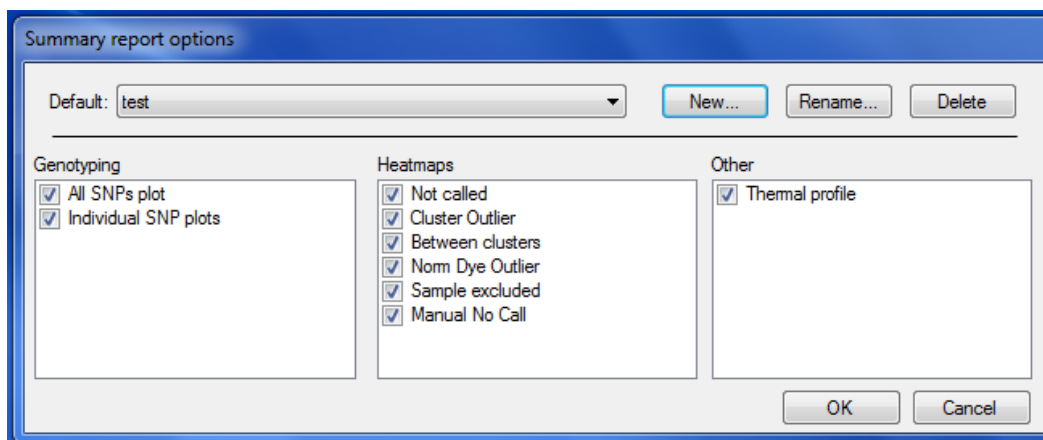 Summary report options
Default: test
New...
Rename...
Delete
Genotyping
All SNPs plot
Individual SNP plots
Heatmaps
Not called
Cluster Outlier
Between clusters
Norm Dye Outlier
Sample excluded
Manual No Call
Other
Thermal profile
OK
Cancel